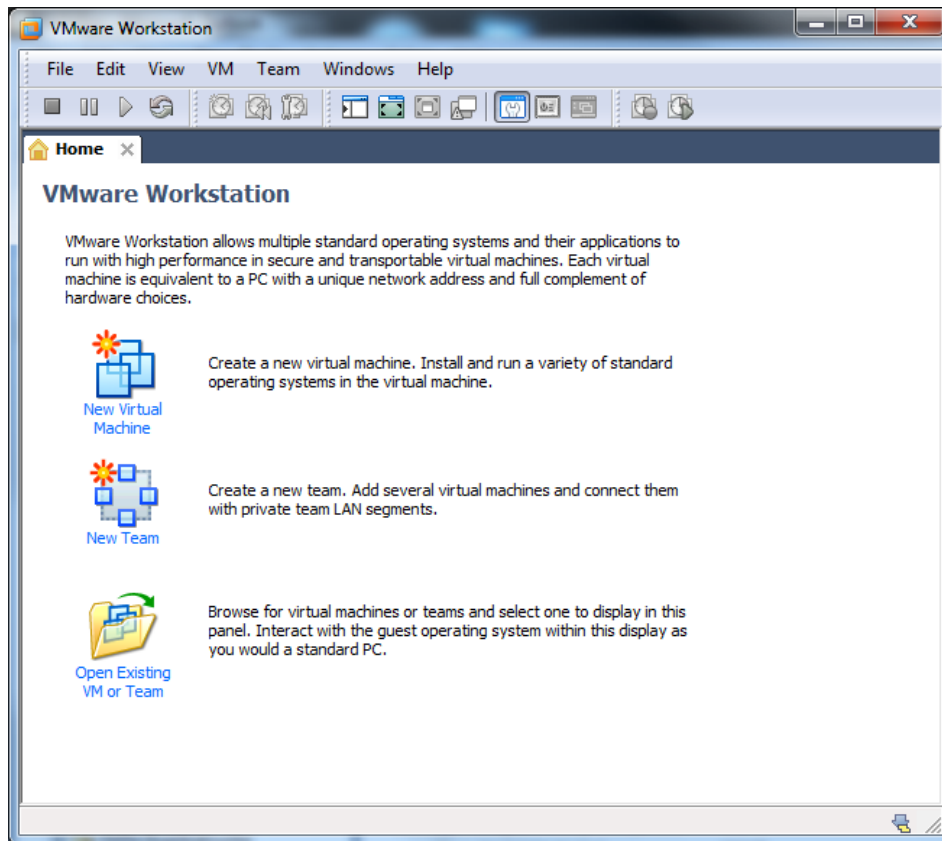 VMware Workstation
File Edit View VM Team Windows Help
Home
VMware Workstation
VMware Workstation allows multiple standard operating systems and their applications to
run with high performance in secure and transportable virtual machines. Each virtual
machine is equivalent to a PC with a unique network address and full complement of
hardware choices.
New Virtual
Machine
Create a new virtual machine. Install and run a variety of standard
operating systems in the virtual machine.
New Team
Create a new team. Add several virtual machines and connect them
with private team LAN segments.
Open Existing
VM or Team
Browse for virtual machines or teams and select one to display in this
panel. Interact with the guest operating system within this display as
you would a standard PC.